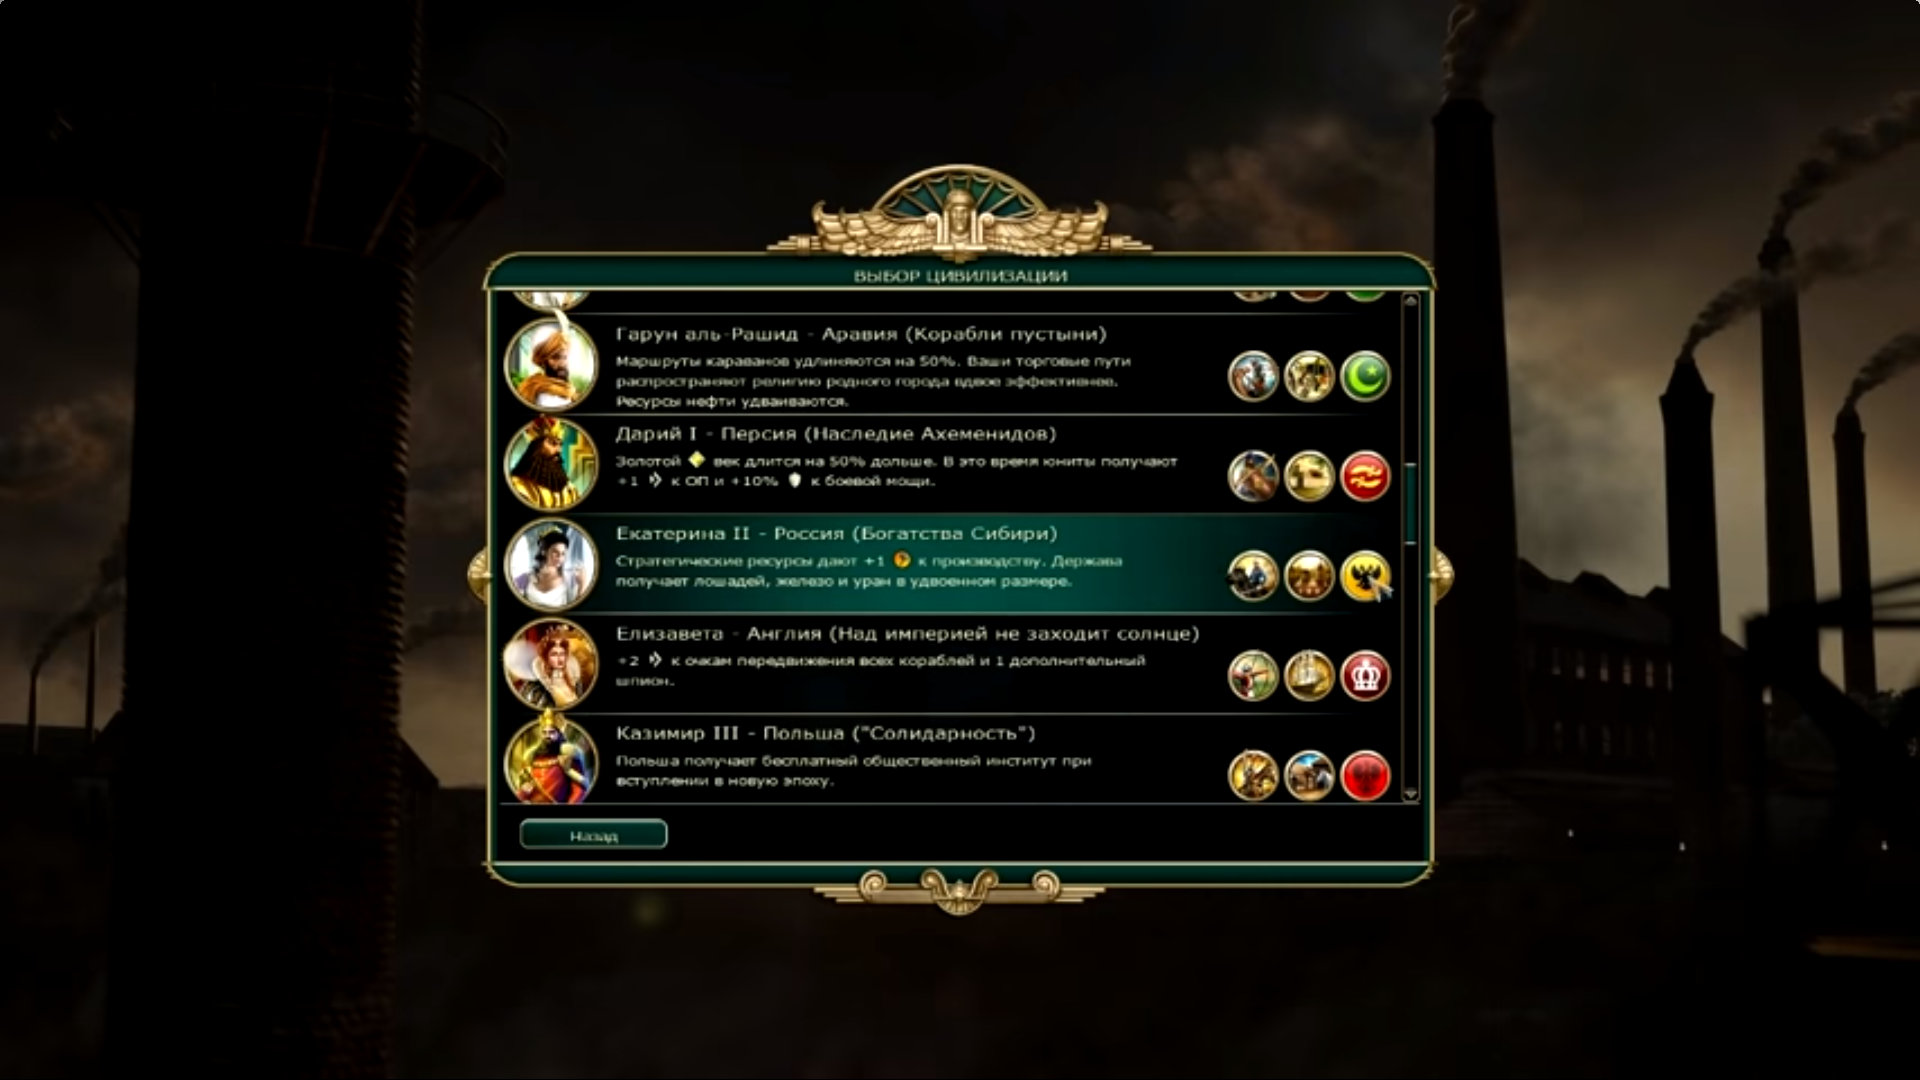 ВЫБОР ЦИВИЛИЗАЦИИ
Гарун аль-Рашид - Аравия (Корабли пустыни)
Маршруты караванов удлиняются на 50%. Ваши торговые пути
распространяют религию родного города вдвое эффективнее.
Ресурсы нефти удваиваются.
Дарий I - Персия (Наследие Ахеменидов)
Золотой век длится на 50% дольше. В это время юниты получают
+1 к ОП и +10% к боевой мощи.
Екатерина II - Россия (Богатства Сибири)
Стратегические ресурсы дают +1 к производству. Держава
получает лошадей, железо и уран в удвоенном размере.
Елизавета - Англия (Над империей не заходит солнце)
+2 к очкам передвижения всех кораблей и 1 дополнительный
шпион.
Казимир III - Польша ("Солидарность")
Польша получает бесплатный общественный институт при
вступлении в новую эпоху.
Назад